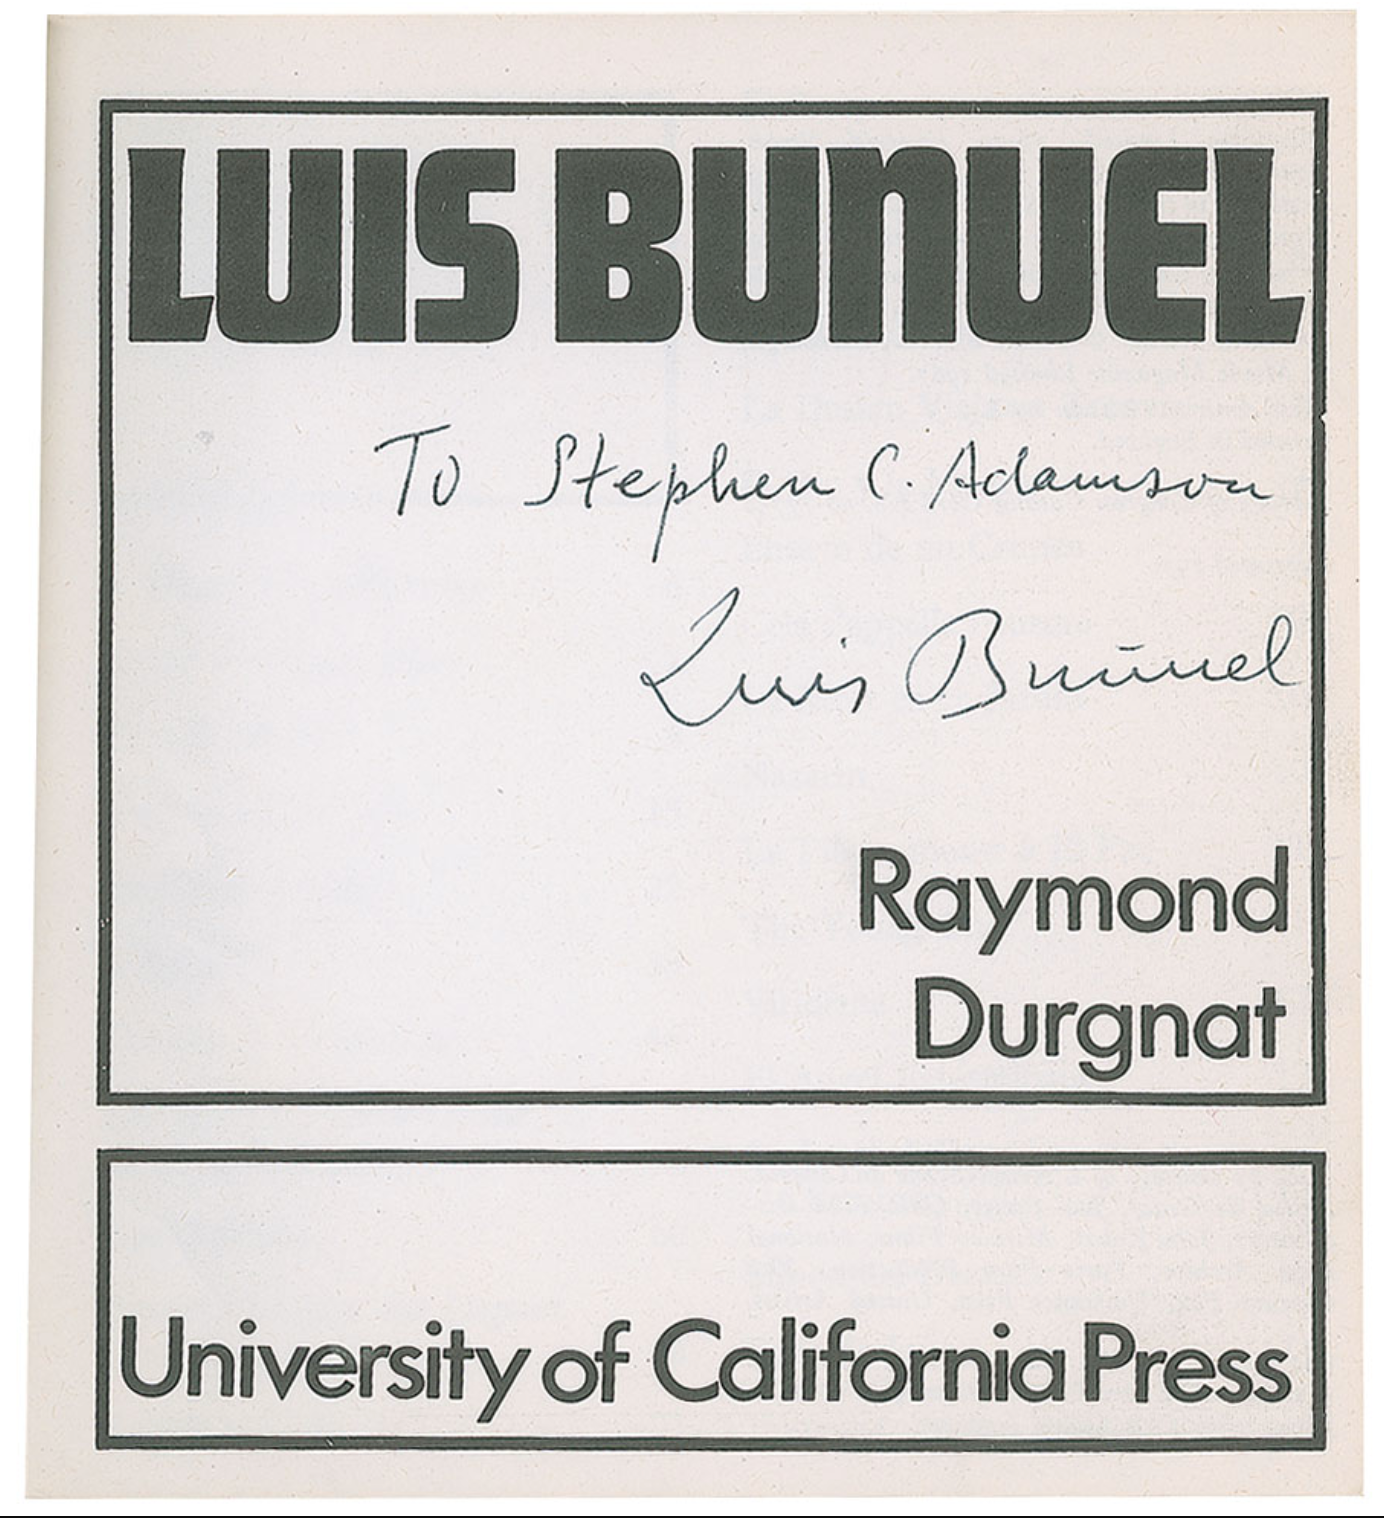 LUIS BUNUEL
To Stephen C. Adamson
Luis Buñuel
Raymond
Durgnat
University of California Press